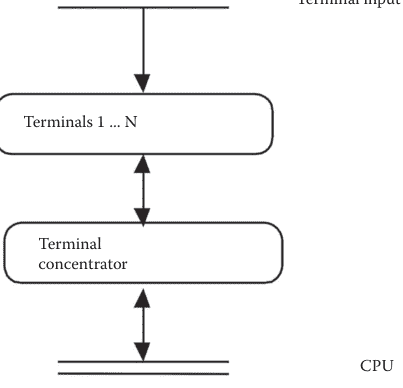 Terminal input
Terminals 1 ... N
Terminal
concentrator
CPU